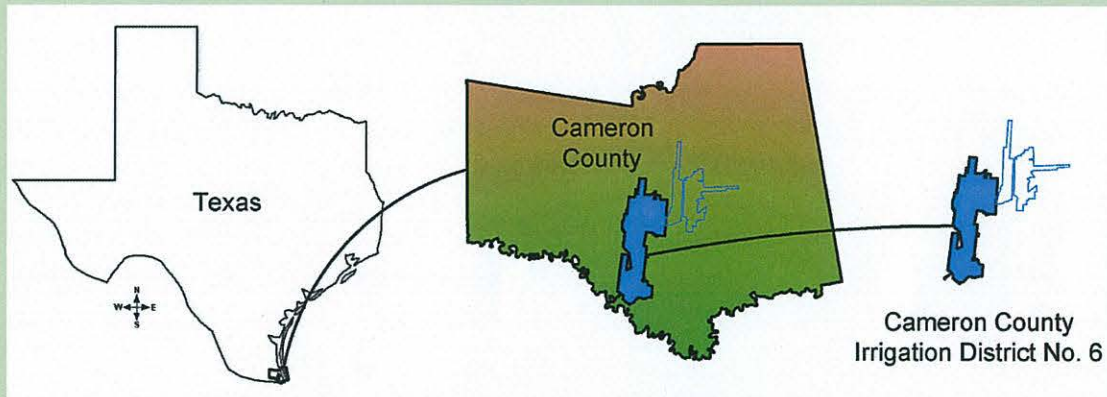 Texas
N
W E
S
Cameron
County
Cameron County
Irrigation District No. 6